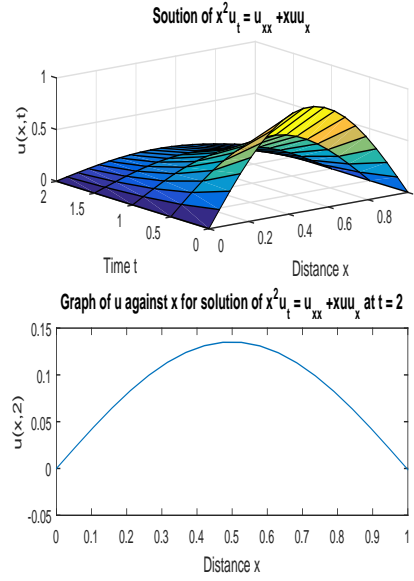 Soution of x²uₜ = uₓₓ +xuuₓ
1
0.5
0
u(x,t)
2
1.5
1
0.5
0
Time t
0
0.2
0.4
0.6
0.8
Distance x
Graph of u against x for solution of x²uₜ = uₓₓ +xuuₓ at t = 2
0.15
0.1
0.05
0
-0.05
u(x,2)
0 0.1 0.2 0.3 0.4 0.5 0.6 0.7 0.8 0.9 1
Distance x